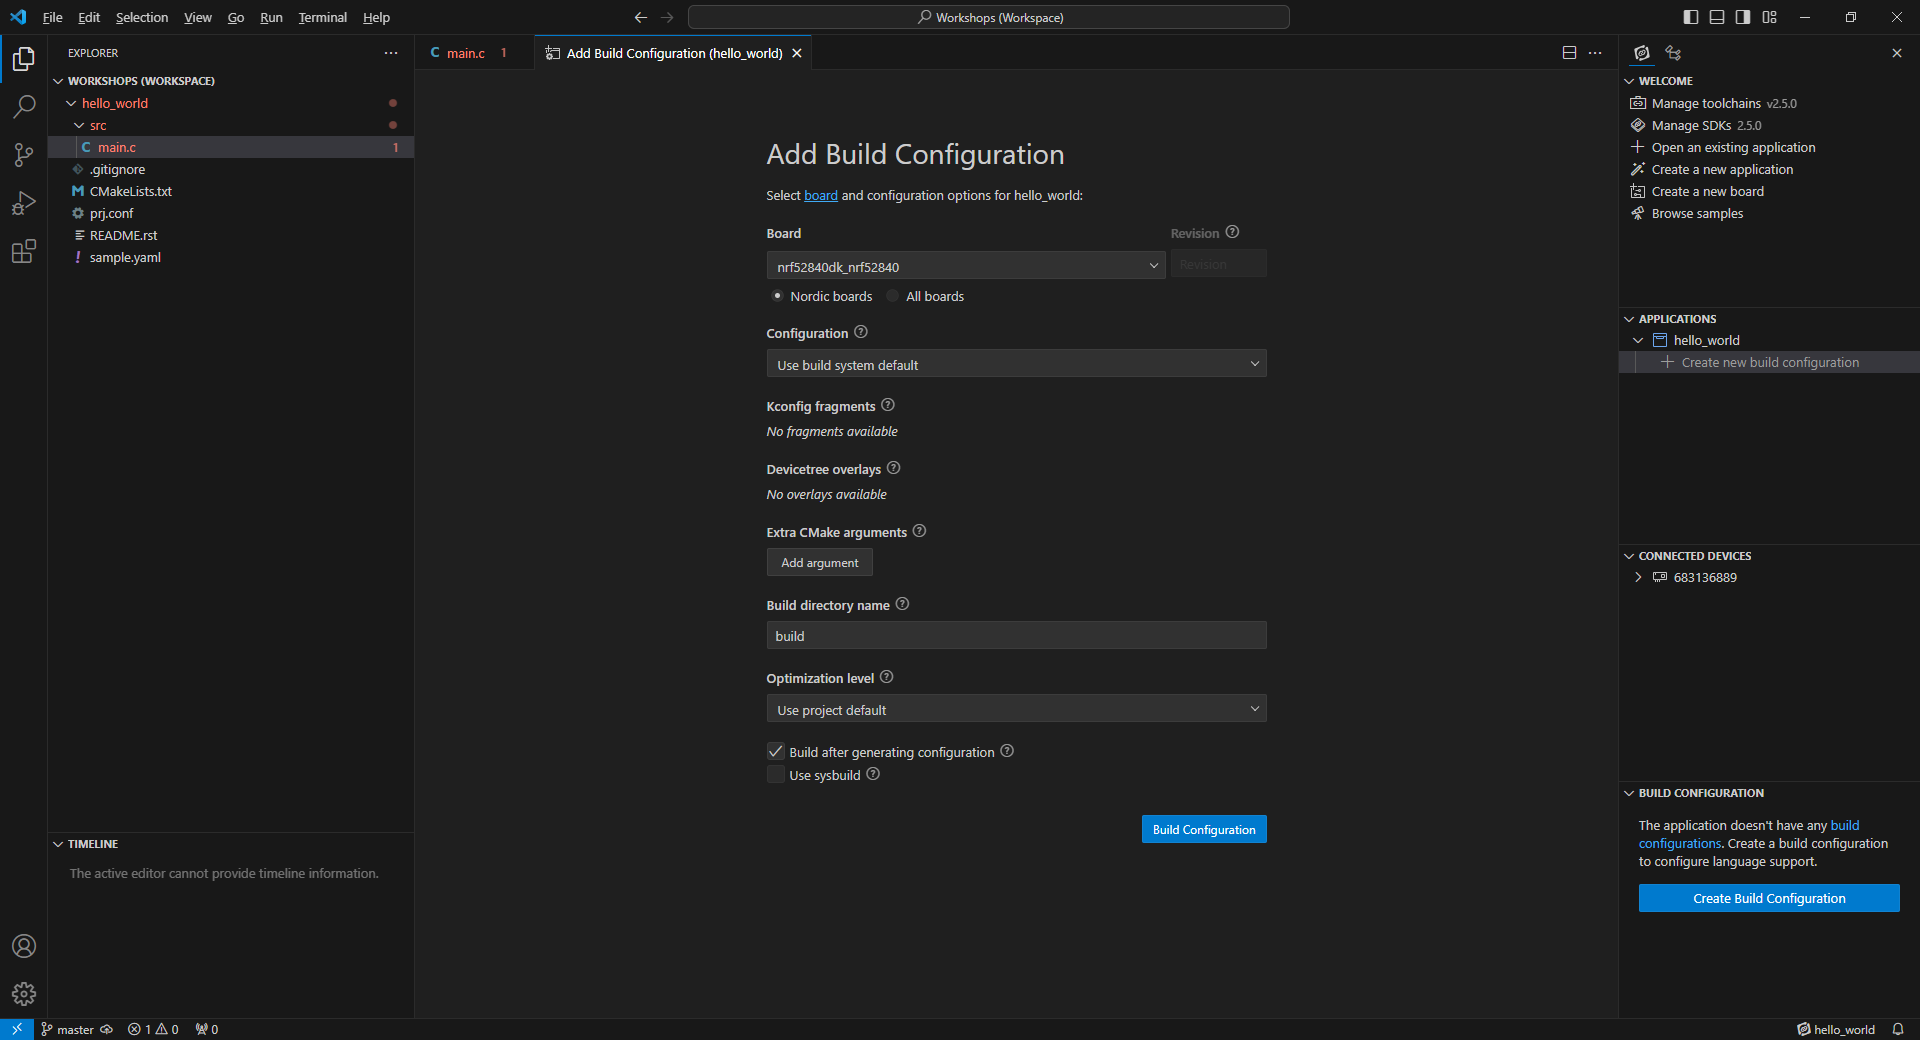 File Edit Selection View Go Run Terminal Help
Workshops (Workspace)
EXPLORER
WORKSHOPS (WORKSPACE)
hello_world
src
C main.c 1
.gitignore
M CMakeLists.txt
prj.conf
README.rst
! sample.yaml
TIMELINE
The active editor cannot provide timeline information.
C main.c 1
Add Build Configuration (hello_world)
Add Build Configuration
Select board and configuration options for hello_world:
Board
Revision
nrf52840dk_nrf52840
Revision
Nordic boards All boards
Configuration
Use build system default
Kconfig fragments
No fragments available
Devicetree overlays
No overlays available
Extra CMake arguments
Add argument
Build directory name
build
Optimization level
Use project default
Build after generating configuration
Use sysbuild
Build Configuration
WELCOME
Manage toolchains v2.5.0
Manage SDKs 2.5.0
Open an existing application
Create a new application
Create a new board
Browse samples
APPLICATIONS
hello_world
Create new build configuration
CONNECTED DEVICES
683136889
BUILD CONFIGURATION
The application doesn't have any build
configurations. Create a build configuration
to configure language support.
Create Build Configuration
master 1 0 0
hello_world